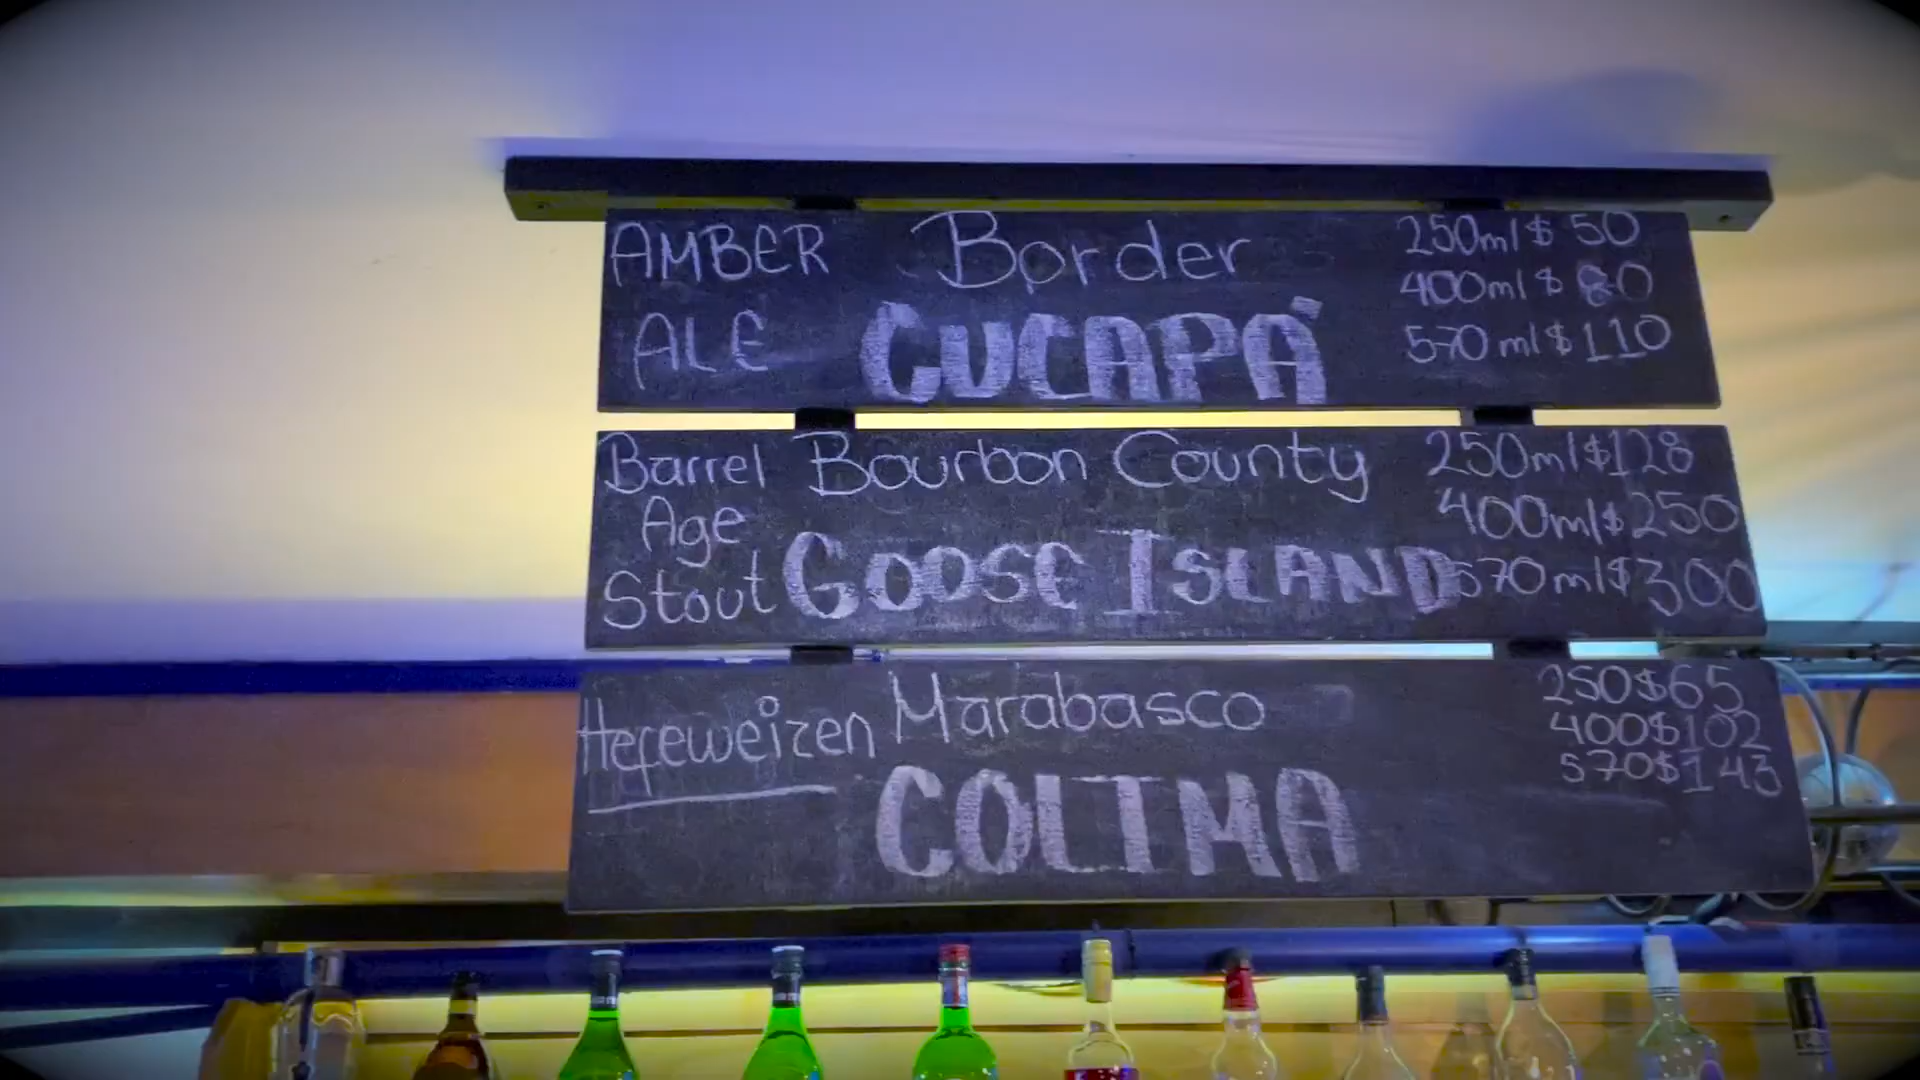 AMBER Border 250ml $ 50
400ml $ 80
ALE CUCAPÁ 570 ml $ 110
Barrel Bourbon County 250ml $128
Age 400ml $250
Stout GOOSE ISLAND 570ml $300
Hefeweizen Marabasco 250$65
400$102
570$143
COLIMA